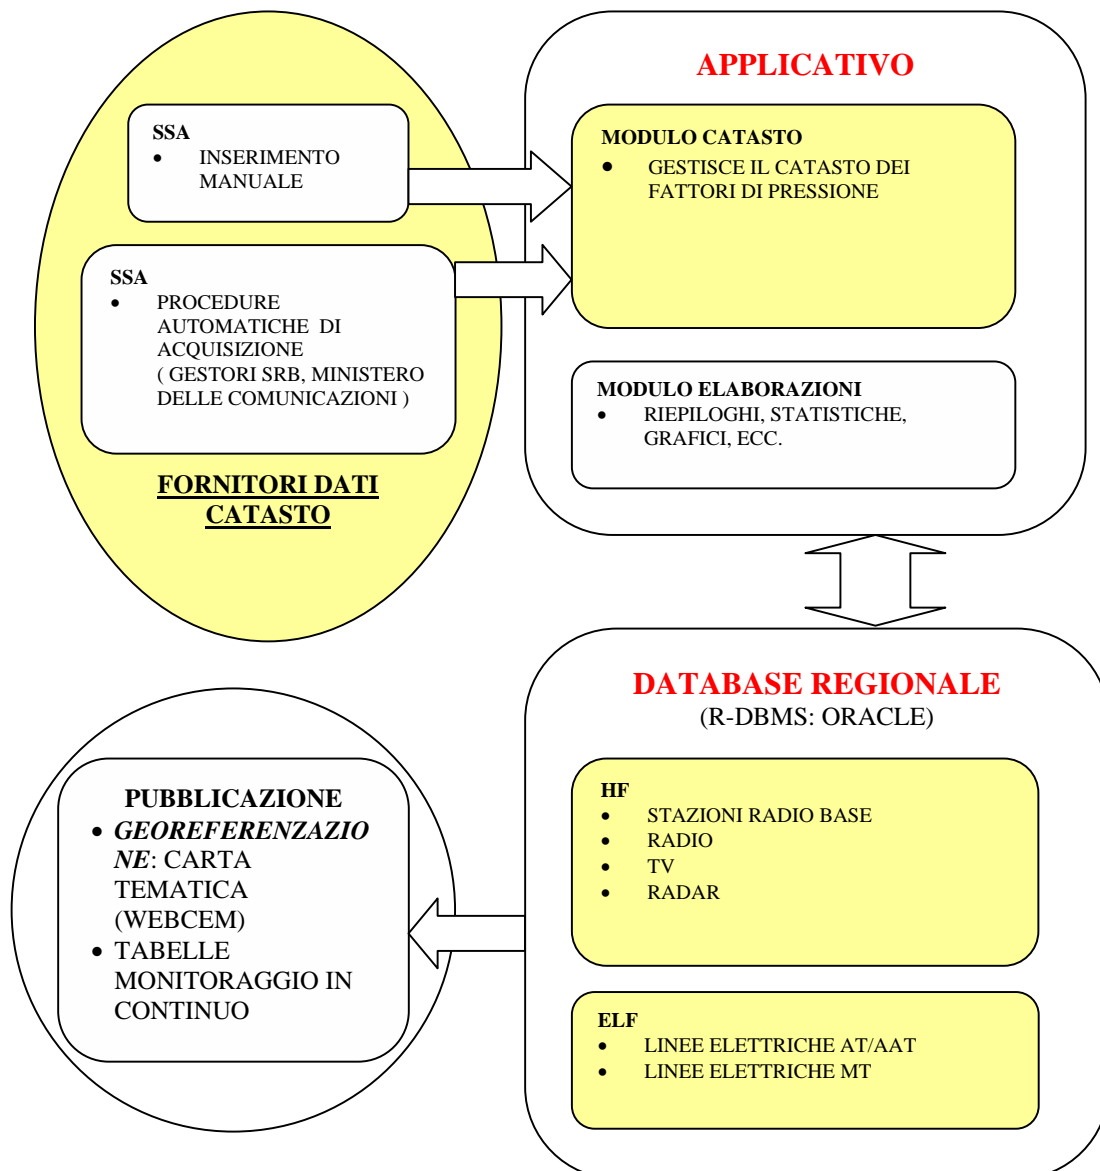 SSA
• INSERIMENTO
MANUALE
SSA
• PROCEDURE
AUTOMATICHE DI
ACQUISIZIONE
( GESTORI SRB, MINISTERO
DELLE COMUNICAZIONI )
FORNITORI DATI
CATASTO
APPLICATIVO
MODULO CATASTO
• GESTISCE IL CATASTO DEI
FATTORI DI PRESSIONE
MODULO ELABORAZIONI
• RIEPILOGHI, STATISTICHE,
GRAFICI, ECC.
DATABASE REGIONALE
(R-DBMS: ORACLE)
HF
• STAZIONI RADIO BASE
• RADIO
• TV
• RADAR
ELF
• LINEE ELETTRICHE AT/AAT
• LINEE ELETTRICHE MT
PUBBLICAZIONE
• GEOREFERENZAZIO
NE: CARTA
TEMATICA
(WEBCEM)
• TABELLE
MONITORAGGIO IN
CONTINUO